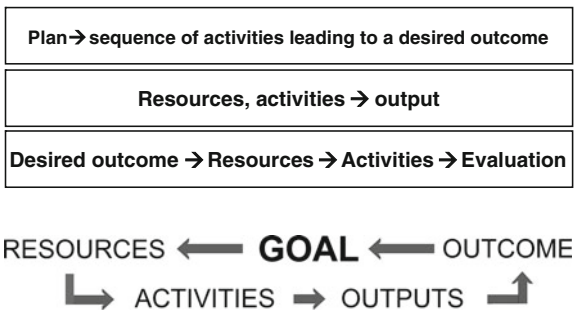 Plan → sequence of activities leading to a desired outcome
Resources, activities → output
Desired outcome → Resources → Activities → Evaluation
RESOURCES ← GOAL ← OUTCOME
ACTIVITIES → OUTPUTS